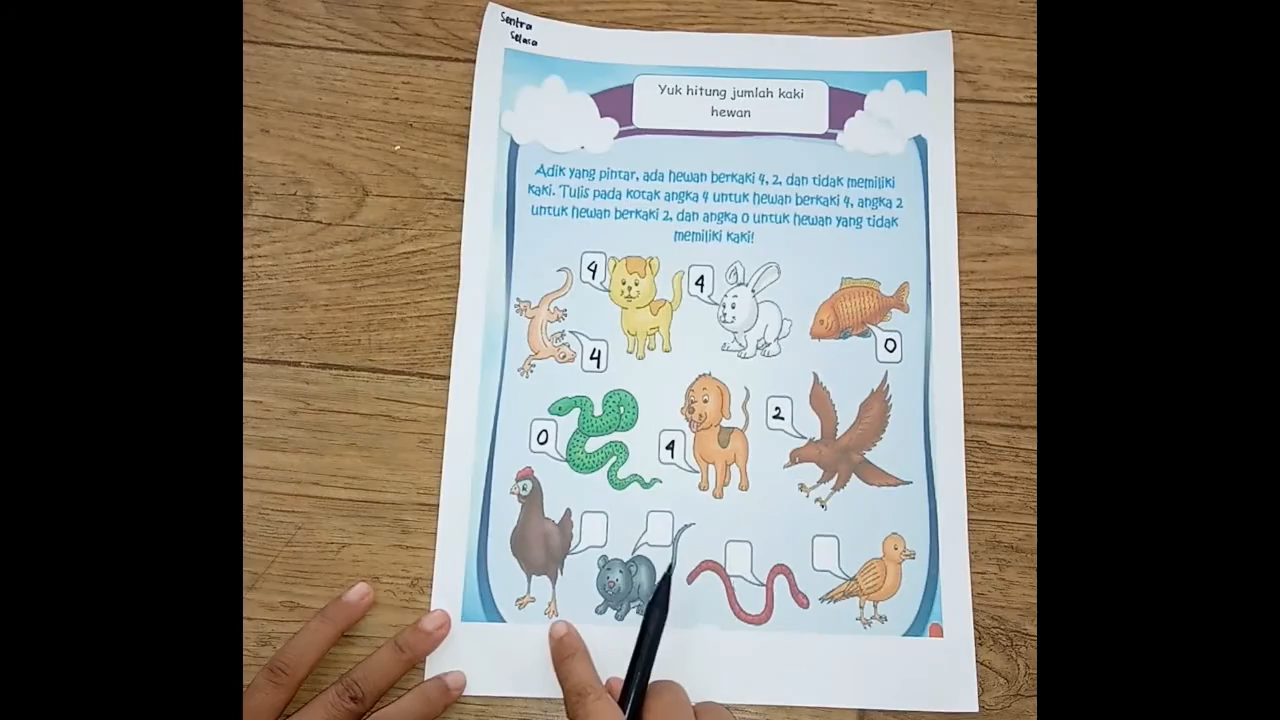 Sentra
Selasa
Yuk hitung jumlah kaki
hewan
Adik yang pintar, ada hewan berkaki 4, 2, dan tidak memiliki
kaki. Tulis pada kotak angka 4 untuk hewan berkaki 4, angka 2
untuk hewan berkaki 2, dan angka 0 untuk hewan yang tidak
memiliki kaki!
4
4
4
0
0
4
2